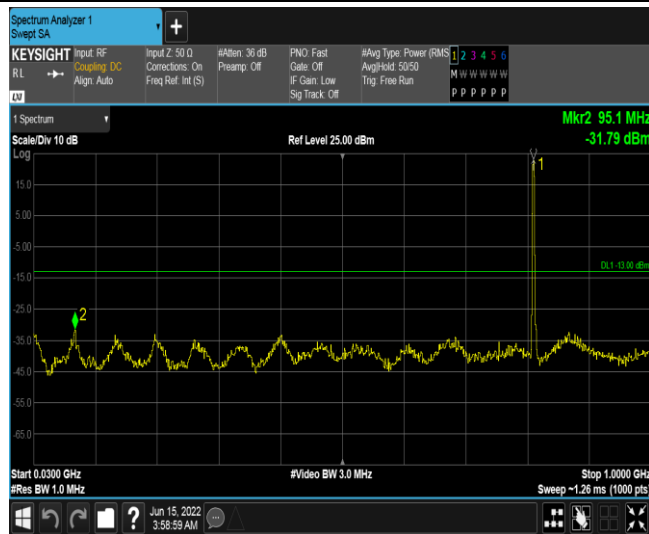 Spectrum Analyzer 1
Swept SA
+
KEYSIGHT
RL
LXI
Input: RF
Coupling: DC
Align: Auto
Input Z: 50 Ω
Corrections: On
Freq Ref: Int (S)
#Atten: 36 dB
Preamp: Off
PNO: Fast
Gate: Off
IF Gain: Low
Sig Track: Off
#Avg Type: Power (RMS
Avg|Hold: 50/50
Trig: Free Run
1 2 3 4 5 6
M W W W W W
P P P P P P
1 Spectrum
Scale/Div 10 dB
Ref Level 25.00 dBm
Mkr2 95.1 MHz
-31.79 dBm
Log
1
15.0
5.00
-5.00
DL1 -13.00 dBm
-15.0
-25.0
2
-35.0
-45.0
-55.0
-65.0
Start 0.0300 GHz
#Video BW 3.0 MHz
Stop 1.0000 GHz
#Res BW 1.0 MHz
Sweep ~1.26 ms (1000 pts)
?
Jun 15, 2022
3:58:59 AM